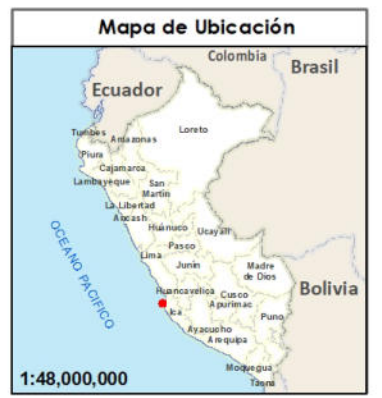 Mapa de Ubicación
Colombia
Brasil
Ecuador
Loreto
Tumbes
Amazonas
Piura
Cajamarca
Lambayeque
San
Martin
La Libertad
Ancash
Huánuco
Ucayali
Pasco
OCEANO PACIFICO
Lima
Junin
Madre
de Dios
Huancavelica
Cusco
Bolivia
Ica
Apurimac
Puno
Ayacucho
Arequipa
Moquegua
Tacna
1:48,000,000